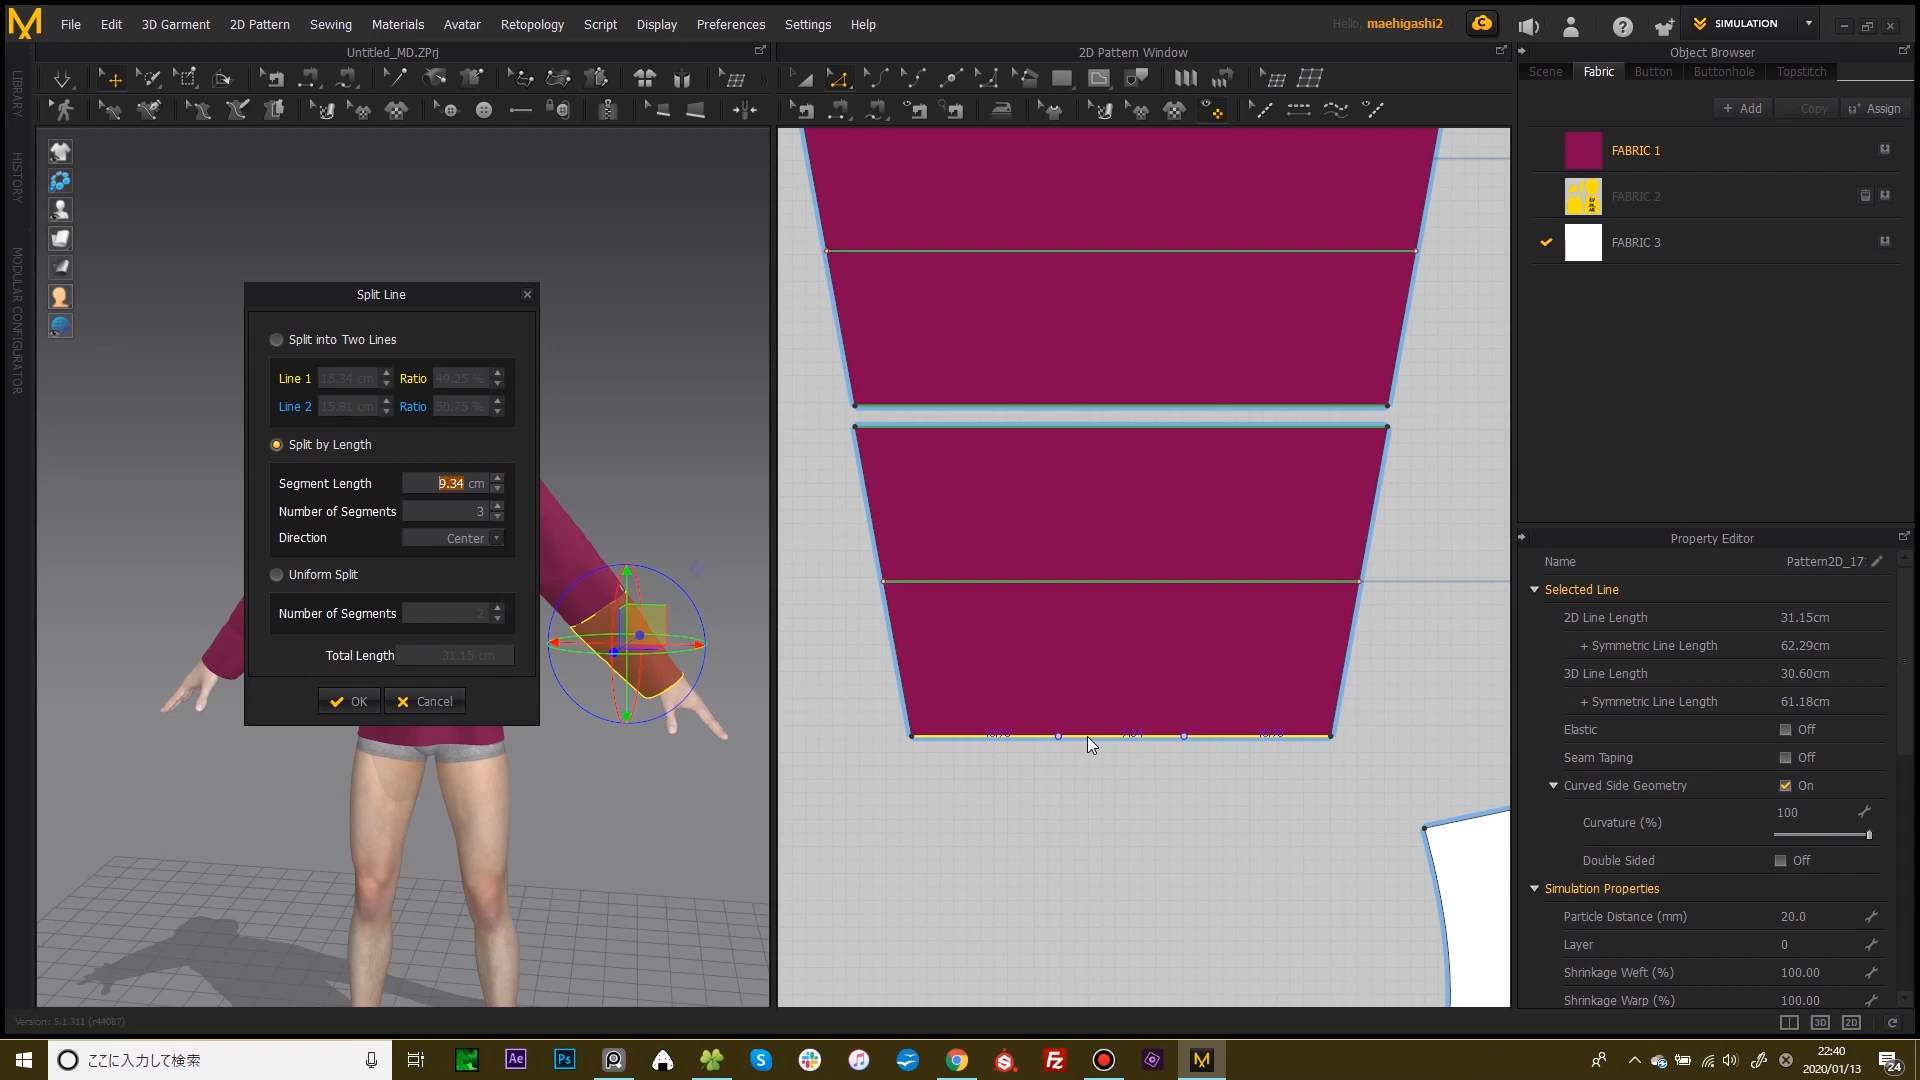 File Edit 3D Garment 2D Pattern Sewing Materials Avatar Retopology Script Display Preferences Settings Help
Hello, maehigashi2
SIMULATION
Untitled_MD.ZPrj
2D Pattern Window
Object Browser
Scene Fabric Button Buttonhole Topstitch
+ Add Copy Assign
FABRIC 1
FABRIC 2
FABRIC 3
LIBRARY
HISTORY
MODULAR CONFIGURATOR
Split Line
Split into Two Lines
Line 1 15.34 cm Ratio 49.25 %
Line 2 15.81 cm Ratio 50.75 %
Split by Length
Segment Length 9.34 cm
Number of Segments 3
Direction Center
Uniform Split
Number of Segments 2
Total Length 31.15 cm
OK Cancel
Property Editor
Name Pattern2D_17
Selected Line
2D Line Length 31.15cm
+ Symmetric Line Length 62.29cm
3D Line Length 30.60cm
+ Symmetric Line Length 61.18cm
Elastic Off
Seam Taping Off
Curved Side Geometry On
Curvature (%) 100
Double Sided Off
Simulation Properties
Particle Distance (mm) 20.0
Layer 0
Shrinkage Weft (%) 100.00
Shrinkage Warp (%) 100.00
Version: 5.1.311 (r44087)
3D 2D
ここに入力して検索
Ae Ps
22:40
2020/01/13
24